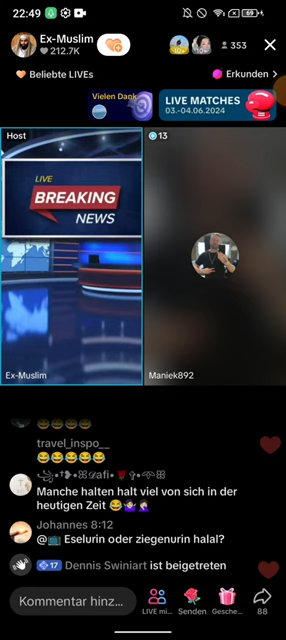 22:49
69
Ex-Muslim
212.7K
353
Beliebte LIVEs
Erkunden >
Vielen Dank
LIVE MATCHES
03.-04.06.2024
Host
13
LIVE
BREAKING
NEWS
Ex-Muslim
Maniek892
travel_inspo__
Manche halten halt viel von sich in der
heutigen Zeit 😂🤷🏻‍♀️🤦🏻‍♀️
Johannes 8:12
@📺 Eselurin oder ziegenurin halal?
17 Dennis Swiniart ist beigetreten
Kommentar hinz...
LIVE mi...
Senden
Gesche...
88